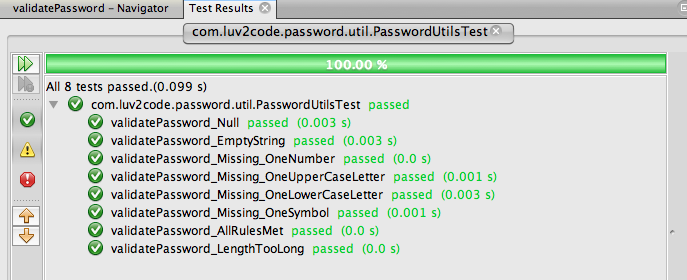 validatePassword – Navigator
Test Results
com.luv2code.password.util.PasswordUtilsTest
100.00 %
All 8 tests passed.(0.099 s)
com.luv2code.password.util.PasswordUtilsTest passed
validatePassword_Null passed (0.003 s)
validatePassword_EmptyString passed (0.003 s)
validatePassword_Missing_OneNumber passed (0.0 s)
validatePassword_Missing_OneUpperCaseLetter passed (0.001 s)
validatePassword_Missing_OneLowerCaseLetter passed (0.003 s)
validatePassword_Missing_OneSymbol passed (0.001 s)
validatePassword_AllRulesMet passed (0.0 s)
validatePassword_LengthTooLong passed (0.0 s)